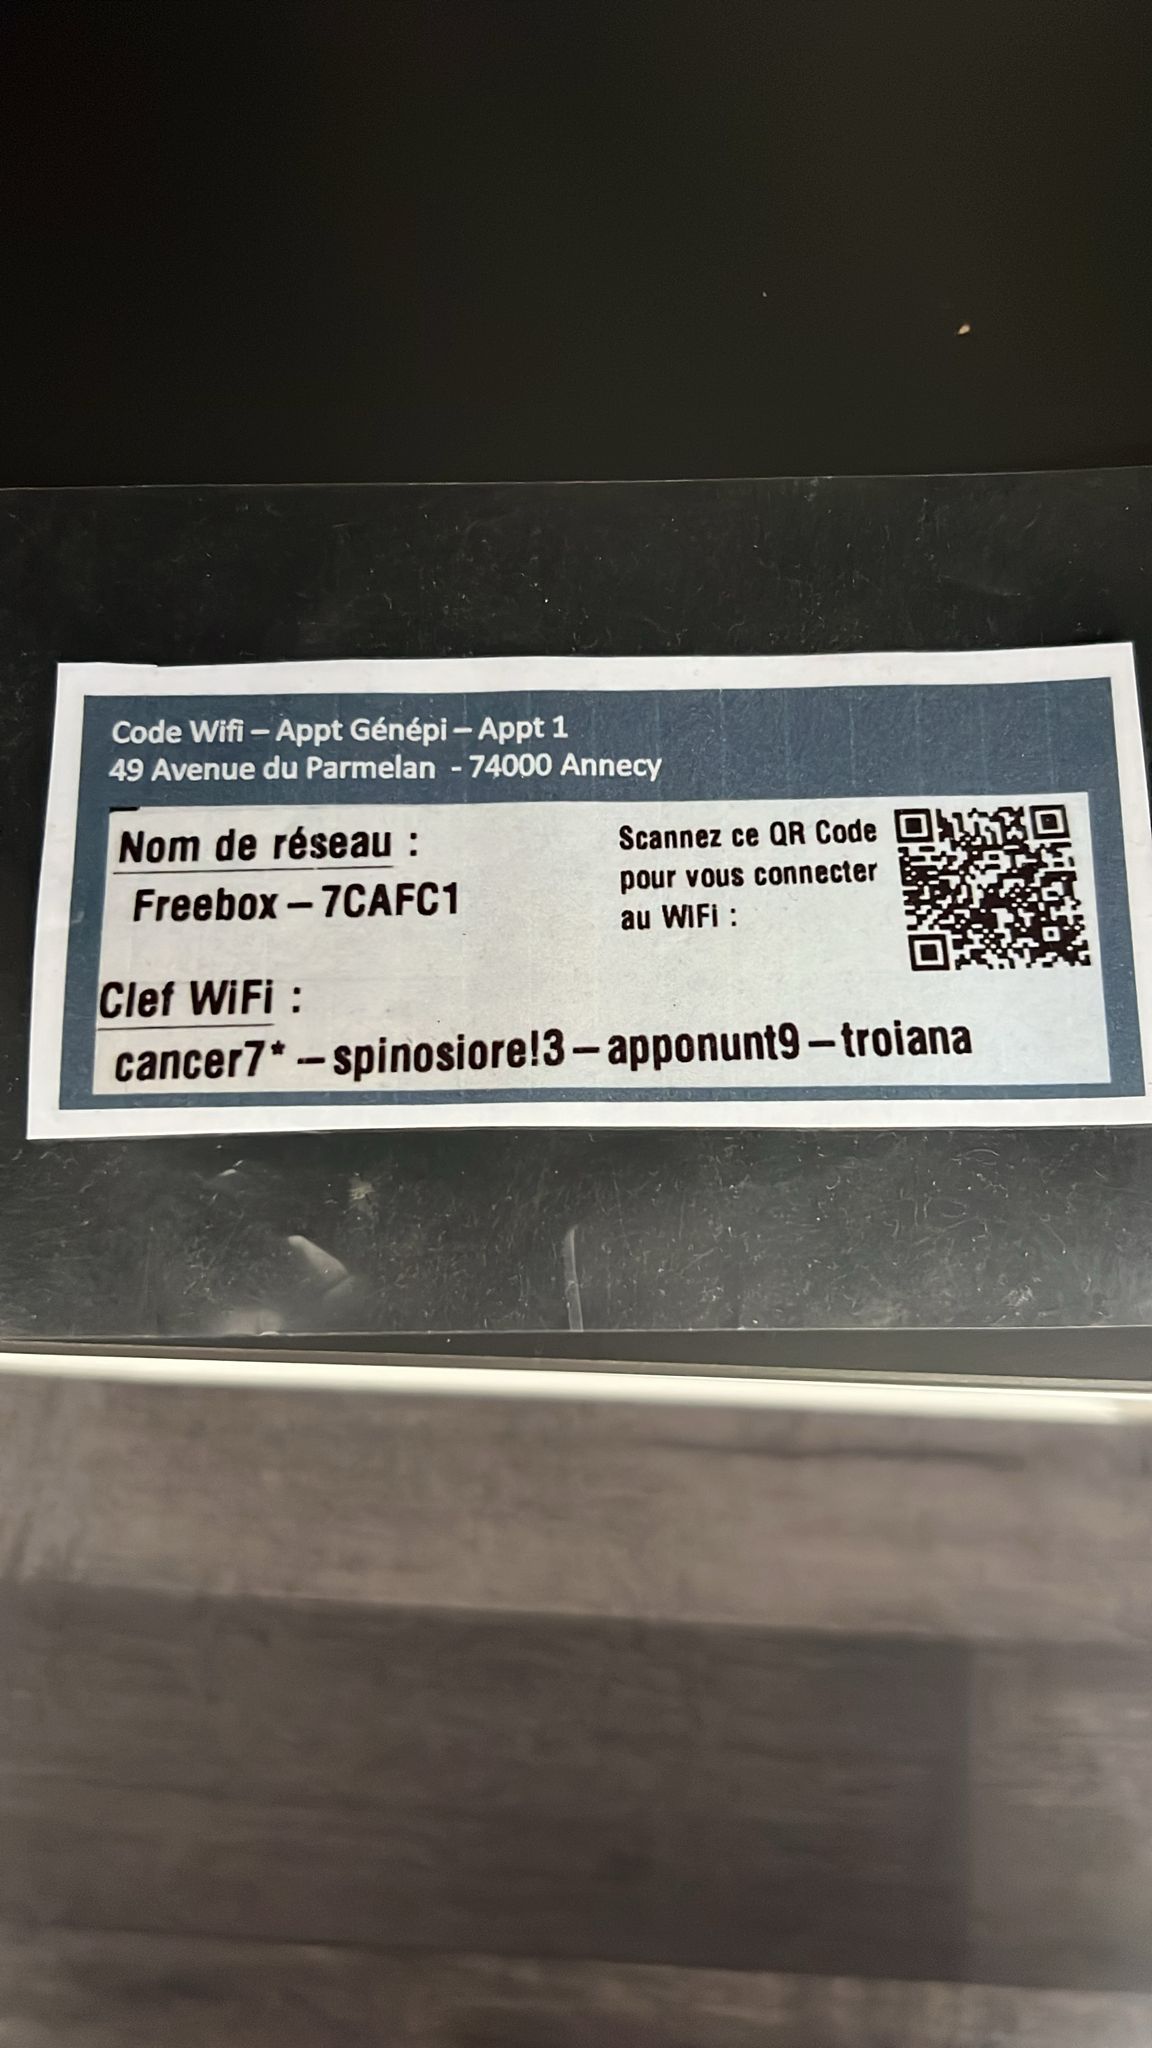 Code Wifi – Appt Génépi – Appt 1
49 Avenue du Parmelan - 74000 Annecy
Nom de réseau :
Freebox – 7CAFC1
Scannez ce QR Code
pour vous connecter
au WiFi :
Clef WiFi :
cancer7* – spinosiore!3 – apponunt9 – troiana